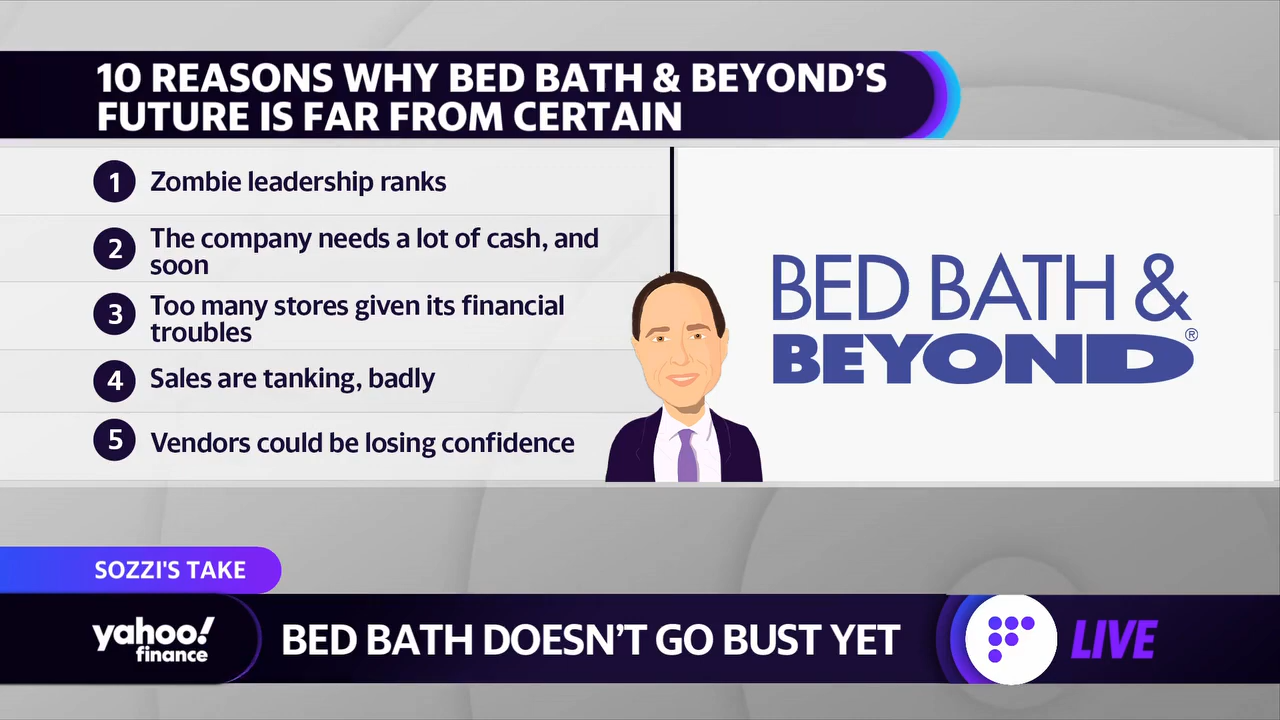 10 REASONS WHY BED BATH & BEYOND’S
FUTURE IS FAR FROM CERTAIN
1 Zombie leadership ranks
2 The company needs a lot of cash, and
soon
3 Too many stores given its financial
troubles
4 Sales are tanking, badly
5 Vendors could be losing confidence
BED BATH &
BEYOND®
SOZZI'S TAKE
yahoo!
finance
BED BATH DOESN’T GO BUST YET
LIVE